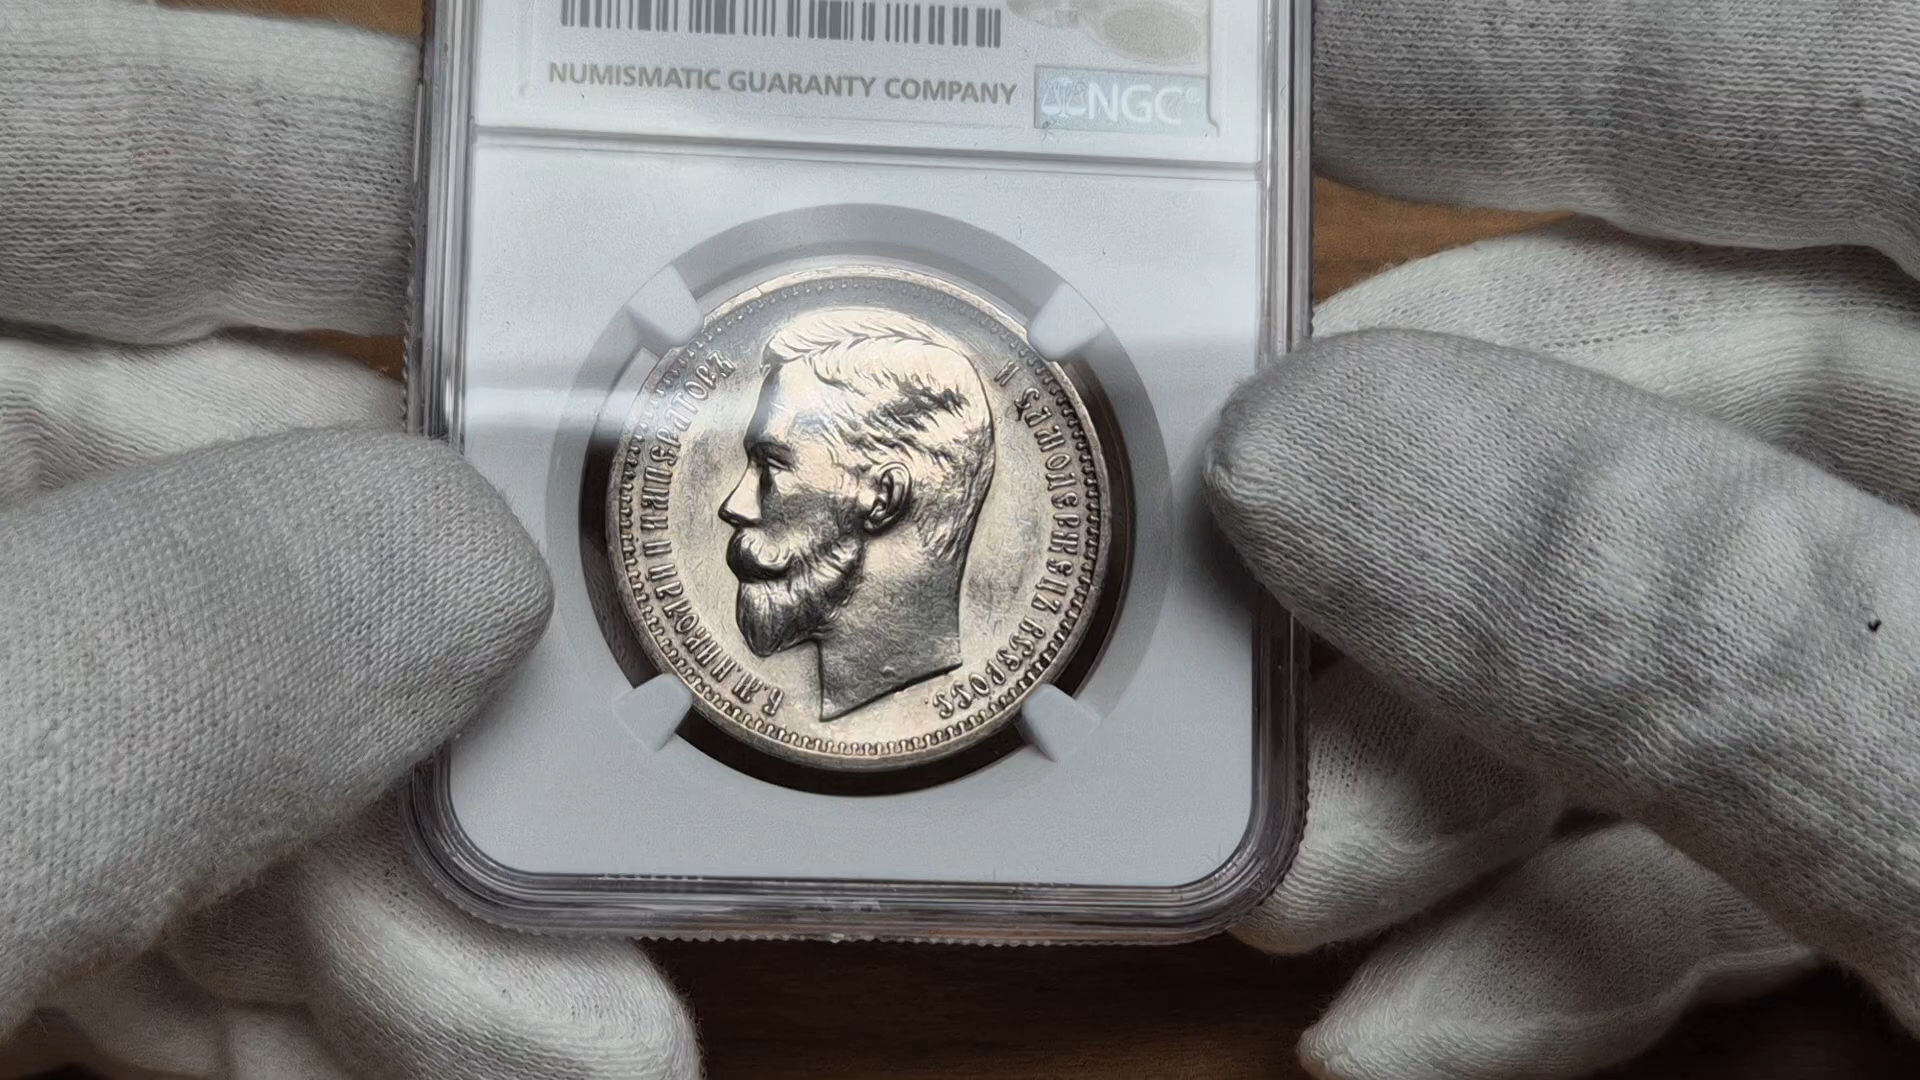 NUMISMATIC GUARANTY COMPANY
NGC
Б.М.НИКОЛАЙ II ИМПЕРАТОРЪ И САМОДЕРЖЕЦЪ ВСЕРОСС.